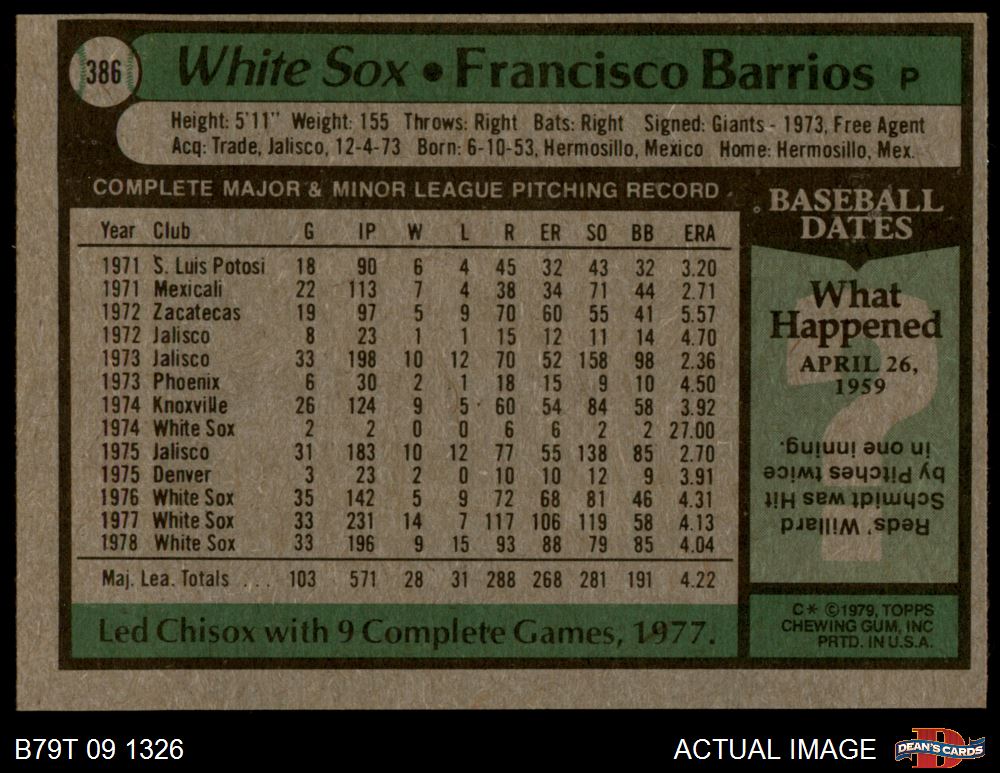 386 White Sox • Francisco Barrios P
Height: 5'11" Weight: 155 Throws: Right Bats: Right Signed: Giants - 1973, Free Agent
Acq: Trade, Jalisco, 12-4-73 Born: 6-10-53, Hermosillo, Mexico Home: Hermosillo, Mex.
COMPLETE MAJOR & MINOR LEAGUE PITCHING RECORD
Year Club G IP W L R ER SO BB ERA
1971 S. Luis Potosi 18 90 6 4 45 32 43 32 3.20
1971 Mexicali 22 113 7 4 38 34 71 44 2.71
1972 Zacatecas 19 97 5 9 70 60 55 41 5.57
1972 Jalisco 8 23 1 1 15 12 11 14 4.70
1973 Jalisco 33 198 10 12 70 52 158 98 2.36
1973 Phoenix 6 30 2 1 18 15 9 10 4.50
1974 Knoxville 26 124 9 5 60 54 84 58 3.92
1974 White Sox 2 2 0 0 6 6 2 2 27.00
1975 Jalisco 31 183 10 12 77 55 138 85 2.70
1975 Denver 3 23 2 0 10 10 12 9 3.91
1976 White Sox 35 142 5 9 72 68 81 46 4.31
1977 White Sox 33 231 14 7 117 106 119 58 4.13
1978 White Sox 33 196 9 15 93 88 79 85 4.04
Maj. Lea. Totals ... 103 571 28 31 288 268 281 191 4.22
Led Chisox with 9 Complete Games, 1977.
BASEBALL
DATES
What
Happened
APRIL 26,
1959
?
Reds' Willard
Schmidt was Hit
by Pitches twice
in one inning.
C* ©1979, TOPPS
CHEWING GUM, INC
PRTD. IN U.S.A.
B79T 09 1326
ACTUAL IMAGE
D
DEAN'S CARDS